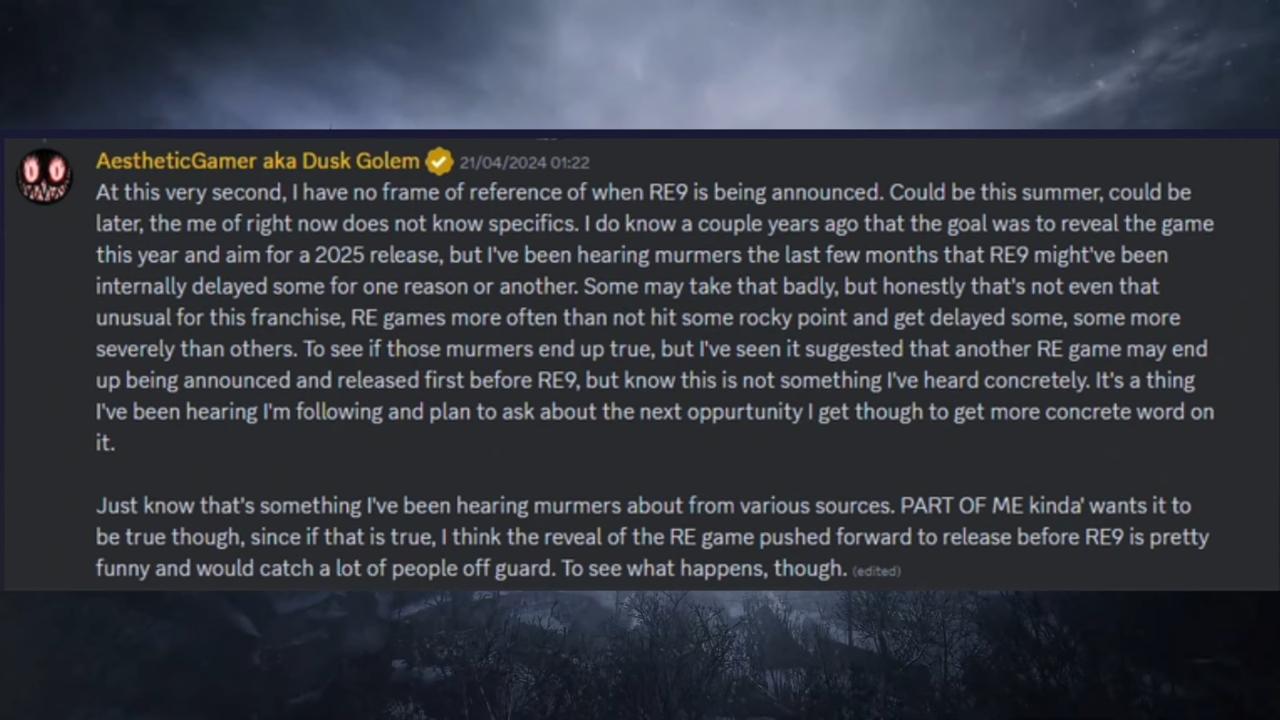 AestheticGamer aka Dusk Golem 21/04/2024 01:22
At this very second, I have no frame of reference of when RE9 is being announced. Could be this summer, could be
later, the me of right now does not know specifics. I do know a couple years ago that the goal was to reveal the game
this year and aim for a 2025 release, but I've been hearing murmers the last few months that RE9 might've been
internally delayed some for one reason or another. Some may take that badly, but honestly that's not even that
unusual for this franchise, RE games more often than not hit some rocky point and get delayed some, some more
severely than others. To see if those murmers end up true, but I've seen it suggested that another RE game may end
up being announced and released first before RE9, but know this is not something I've heard concretely. It's a thing
I've been hearing I'm following and plan to ask about the next oppurtunity I get though to get more concrete word on
it.
Just know that's something I've been hearing murmers about from various sources. PART OF ME kinda' wants it to
be true though, since if that is true, I think the reveal of the RE game pushed forward to release before RE9 is pretty
funny and would catch a lot of people off guard. To see what happens, though. (edited)